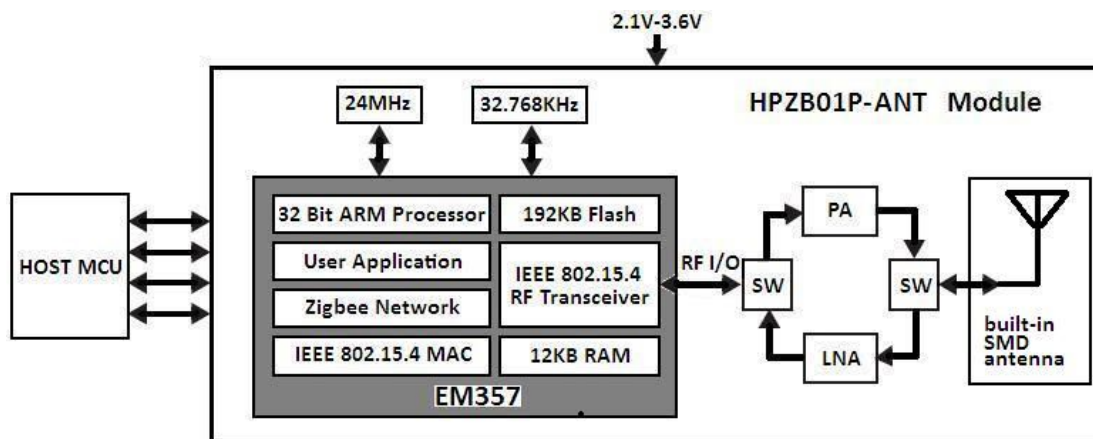 2.1V-3.6V
HPZB01P-ANT Module
24MHz
32.768KHz
HOST MCU
32 Bit ARM Processor
192KB Flash
User Application
IEEE 802.15.4
RF Transceiver
Zigbee Network
IEEE 802.15.4 MAC
12KB RAM
EM357
RF I/O
SW
PA
LNA
SW
built-in
SMD
antenna